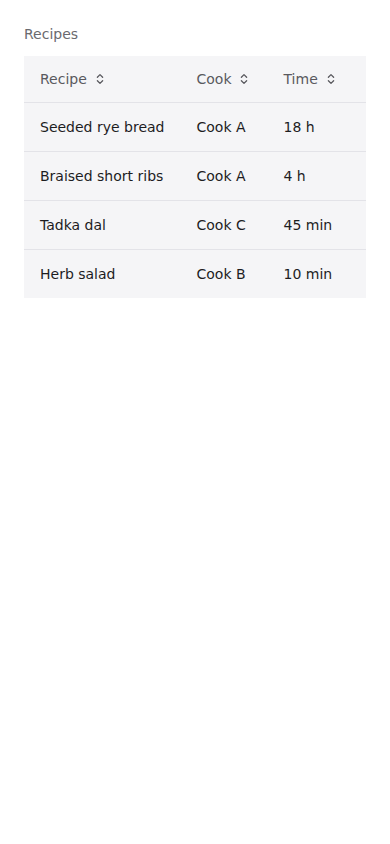 Recipes
Recipe Cook Time
Seeded rye bread Cook A 18 h
Braised short ribs Cook A 4 h
Tadka dal Cook C 45 min
Herb salad Cook B 10 min